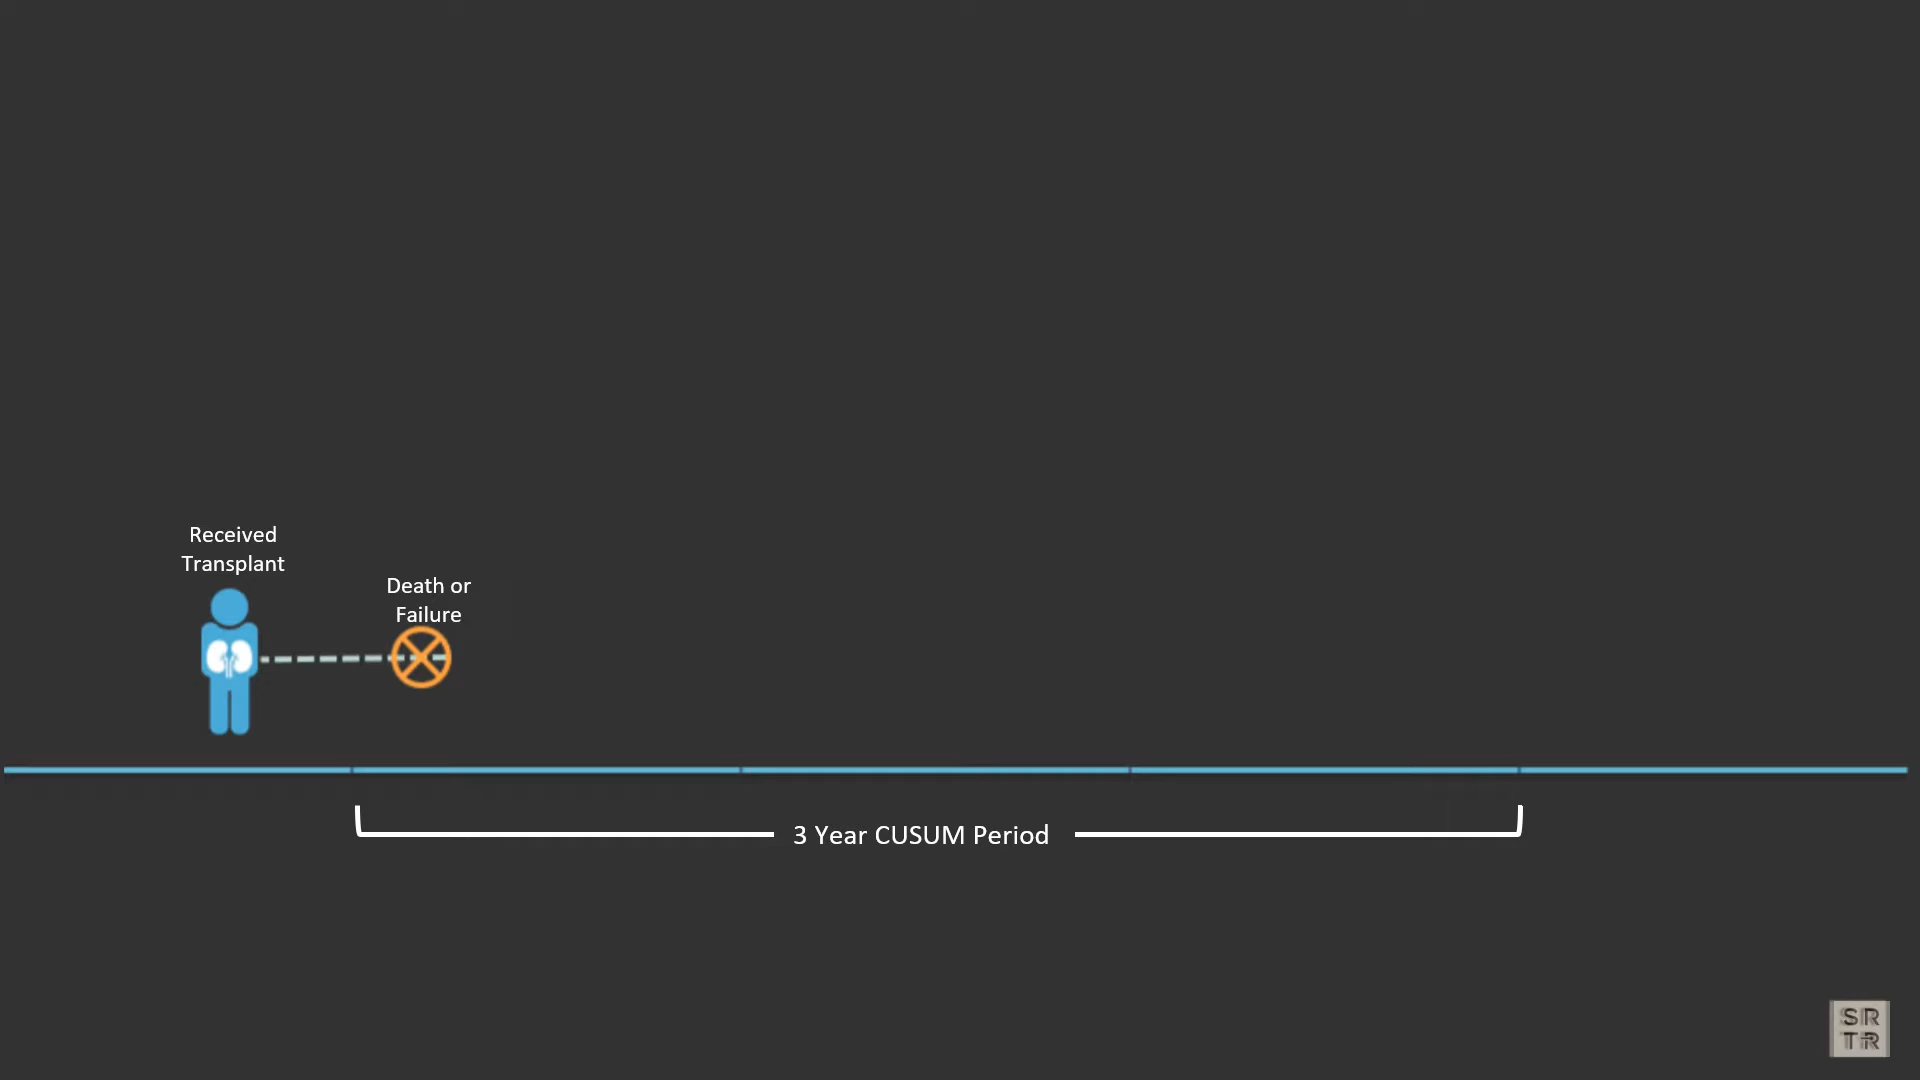 Received
Transplant
Death or
Failure
3 Year CUSUM Period
SR
TR